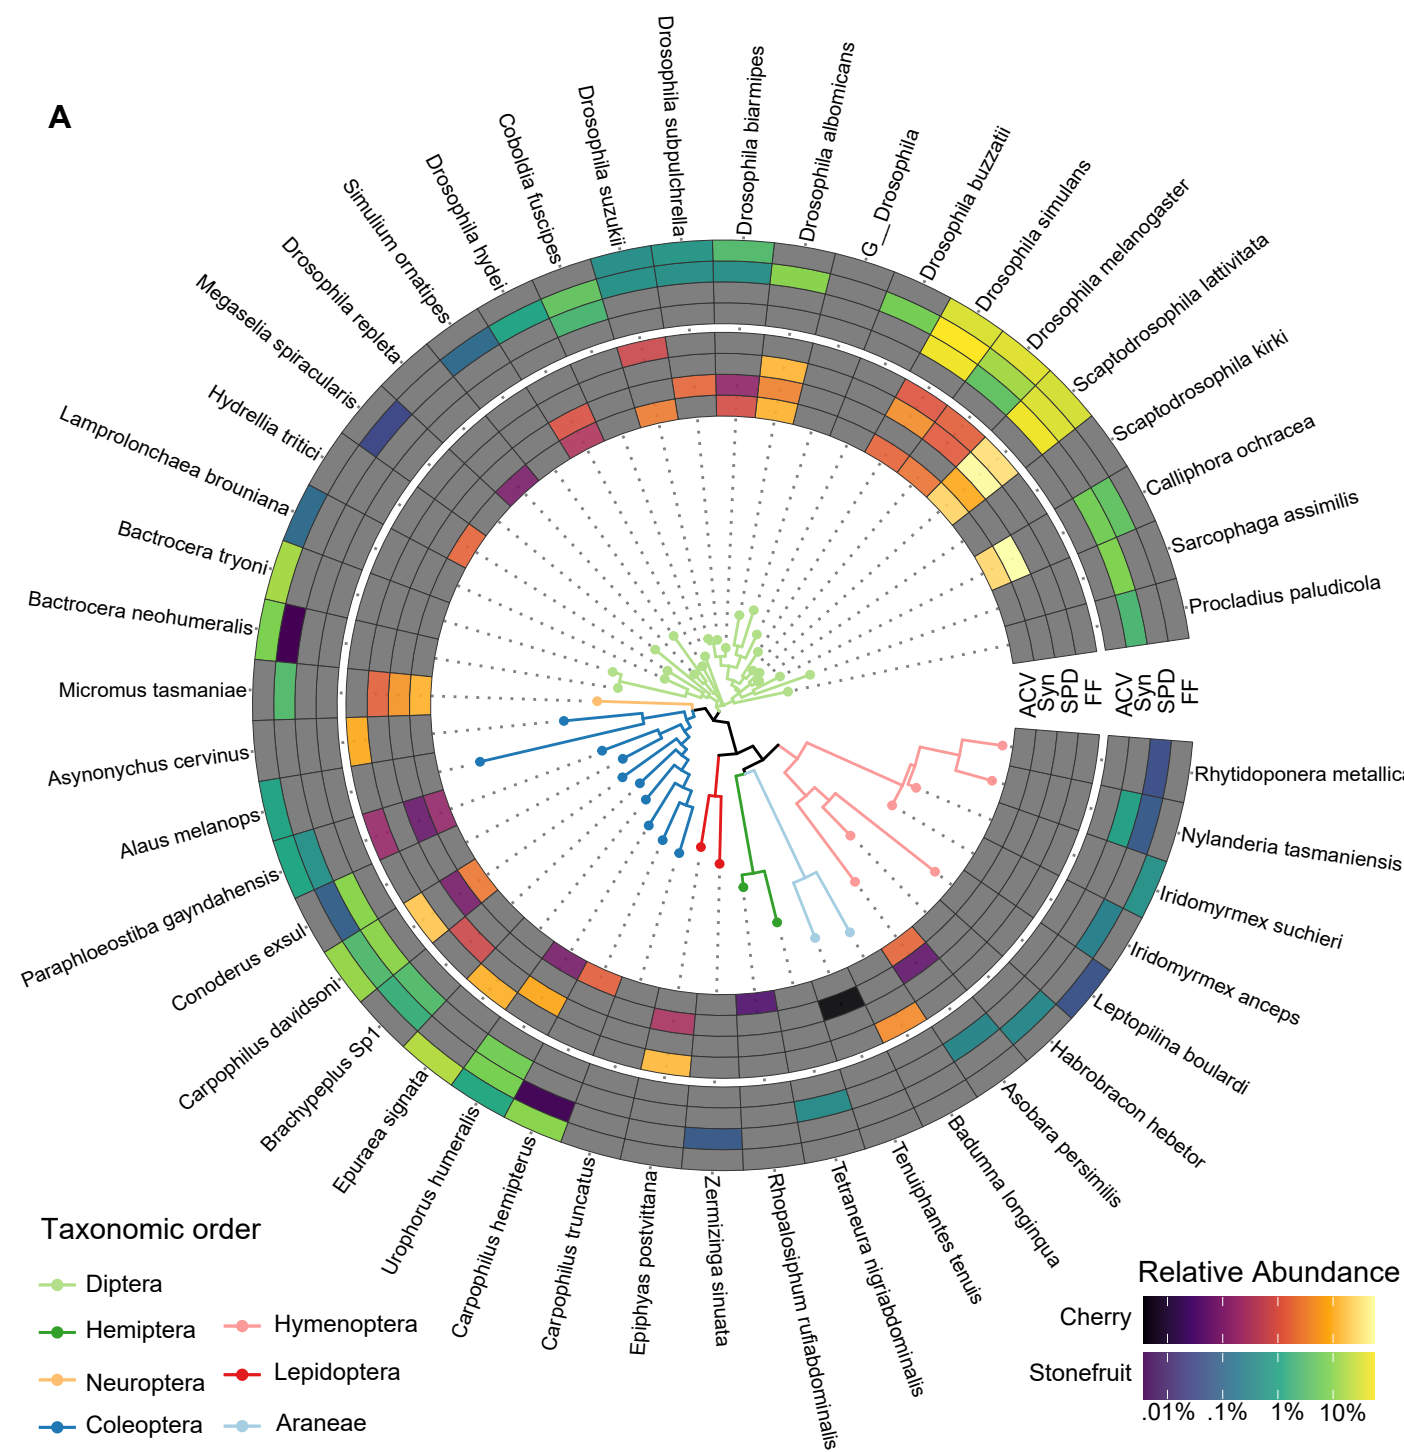 A
Drosophila subpulchrella
Drosophila biarmipes
Drosophila albomicans
G__Drosophila
Drosophila buzzatii
Drosophila simulans
Drosophila melanogaster
Scaptodrosophila lattivitata
Scaptodrosophila kirki
Calliphora ochracea
Sarcophaga assimilis
Procladius paludicola
Drosophila suzukii
Coboldia fuscipes
Drosophila hydei
Simulium ornatipes
Drosophila repleta
Megaselia spiracularis
Hydrellia tritici
Lamprolonchaea brouniana
Bactrocera tryoni
Bactrocera neohumeralis
Micromus tasmaniae
Asynonychus cervinus
Alaus melanops
Paraphloeostiba gayndahensis
Conoderus exsul
Carpophilus davidsoni
Brachypeplus Sp1
Epuraea signata
Urophorus humeralis
Carpophilus hemipterus
Carpophilus truncatus
Epiphyas postvittana
Zermizinga sinuata
Rhopalosiphum rufiabdominalis
Tetraneura nigriabdominalis
Tenuiphantes tenuis
Badumna longinqua
Asobara persimilis
Habrobracon hebetor
Leptopilina boulardi
Iridomyrmex anceps
Iridomyrmex suchieri
Nylanderia tasmaniensis
Rhytidoponera metallica
ACV
Syn
SPD
FF
ACV
Syn
SPD
FF
Taxonomic order
Diptera
Hemiptera
Neuroptera
Coleoptera
Hymenoptera
Lepidoptera
Araneae
Relative Abundance
Cherry
Stonefruit
.01% .1% 1% 10%